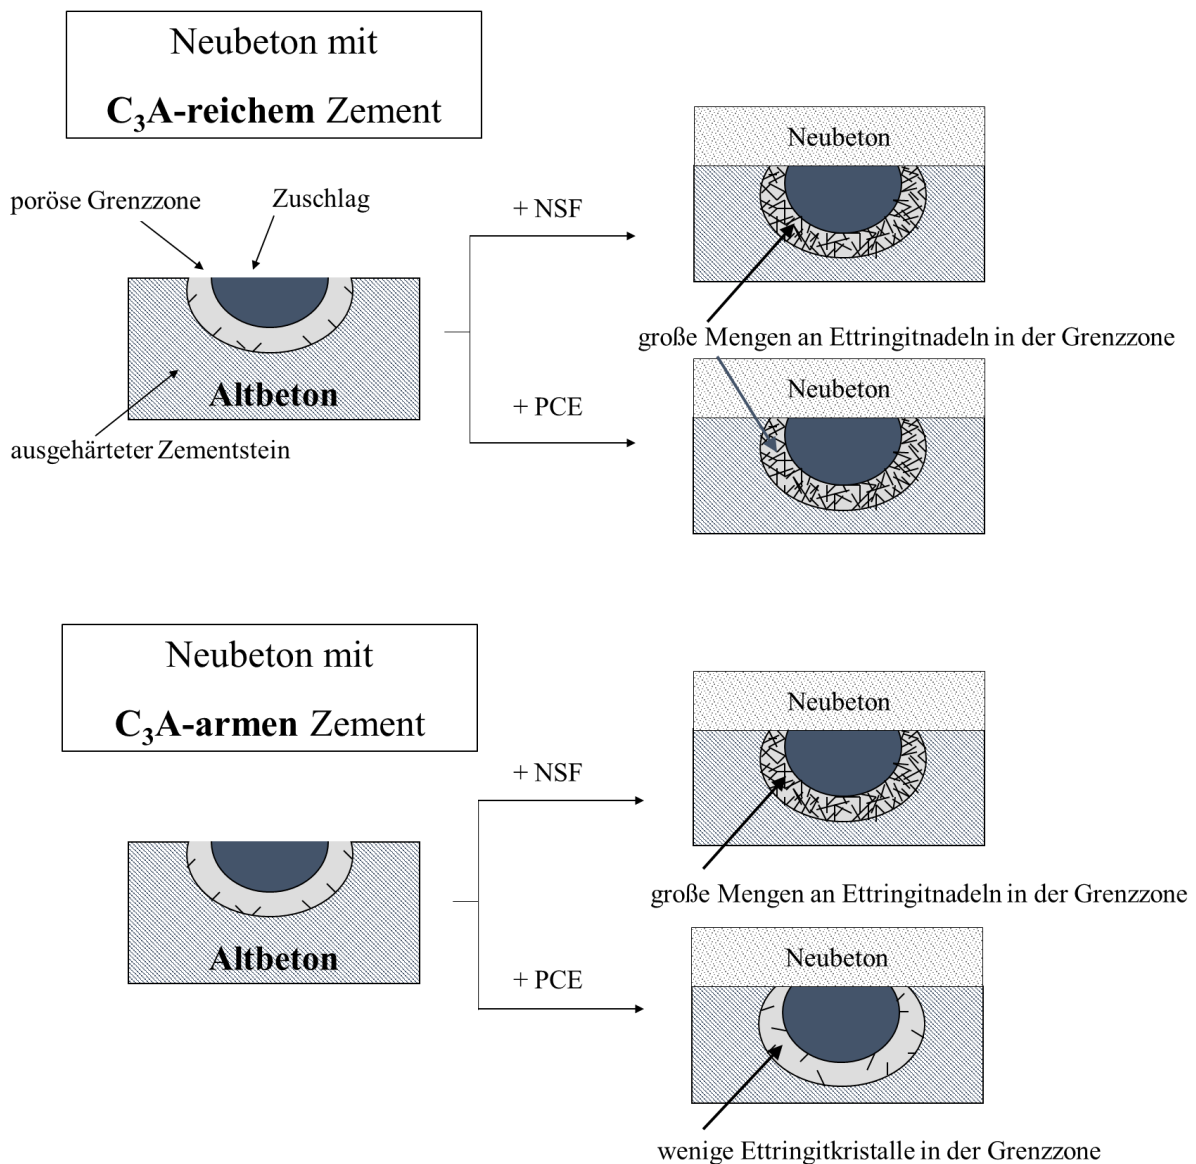 Neubeton mit
C₃A-reichem Zement
poröse Grenzzone
Zuschlag
Altbeton
ausgehärteter Zementstein
+ NSF
Neubeton
große Mengen an Ettringitnadeln in der Grenzzone
+ PCE
Neubeton
Neubeton mit
C₃A-armen Zement
Altbeton
+ NSF
Neubeton
große Mengen an Ettringitnadeln in der Grenzzone
+ PCE
Neubeton
wenige Ettringitkristalle in der Grenzzone